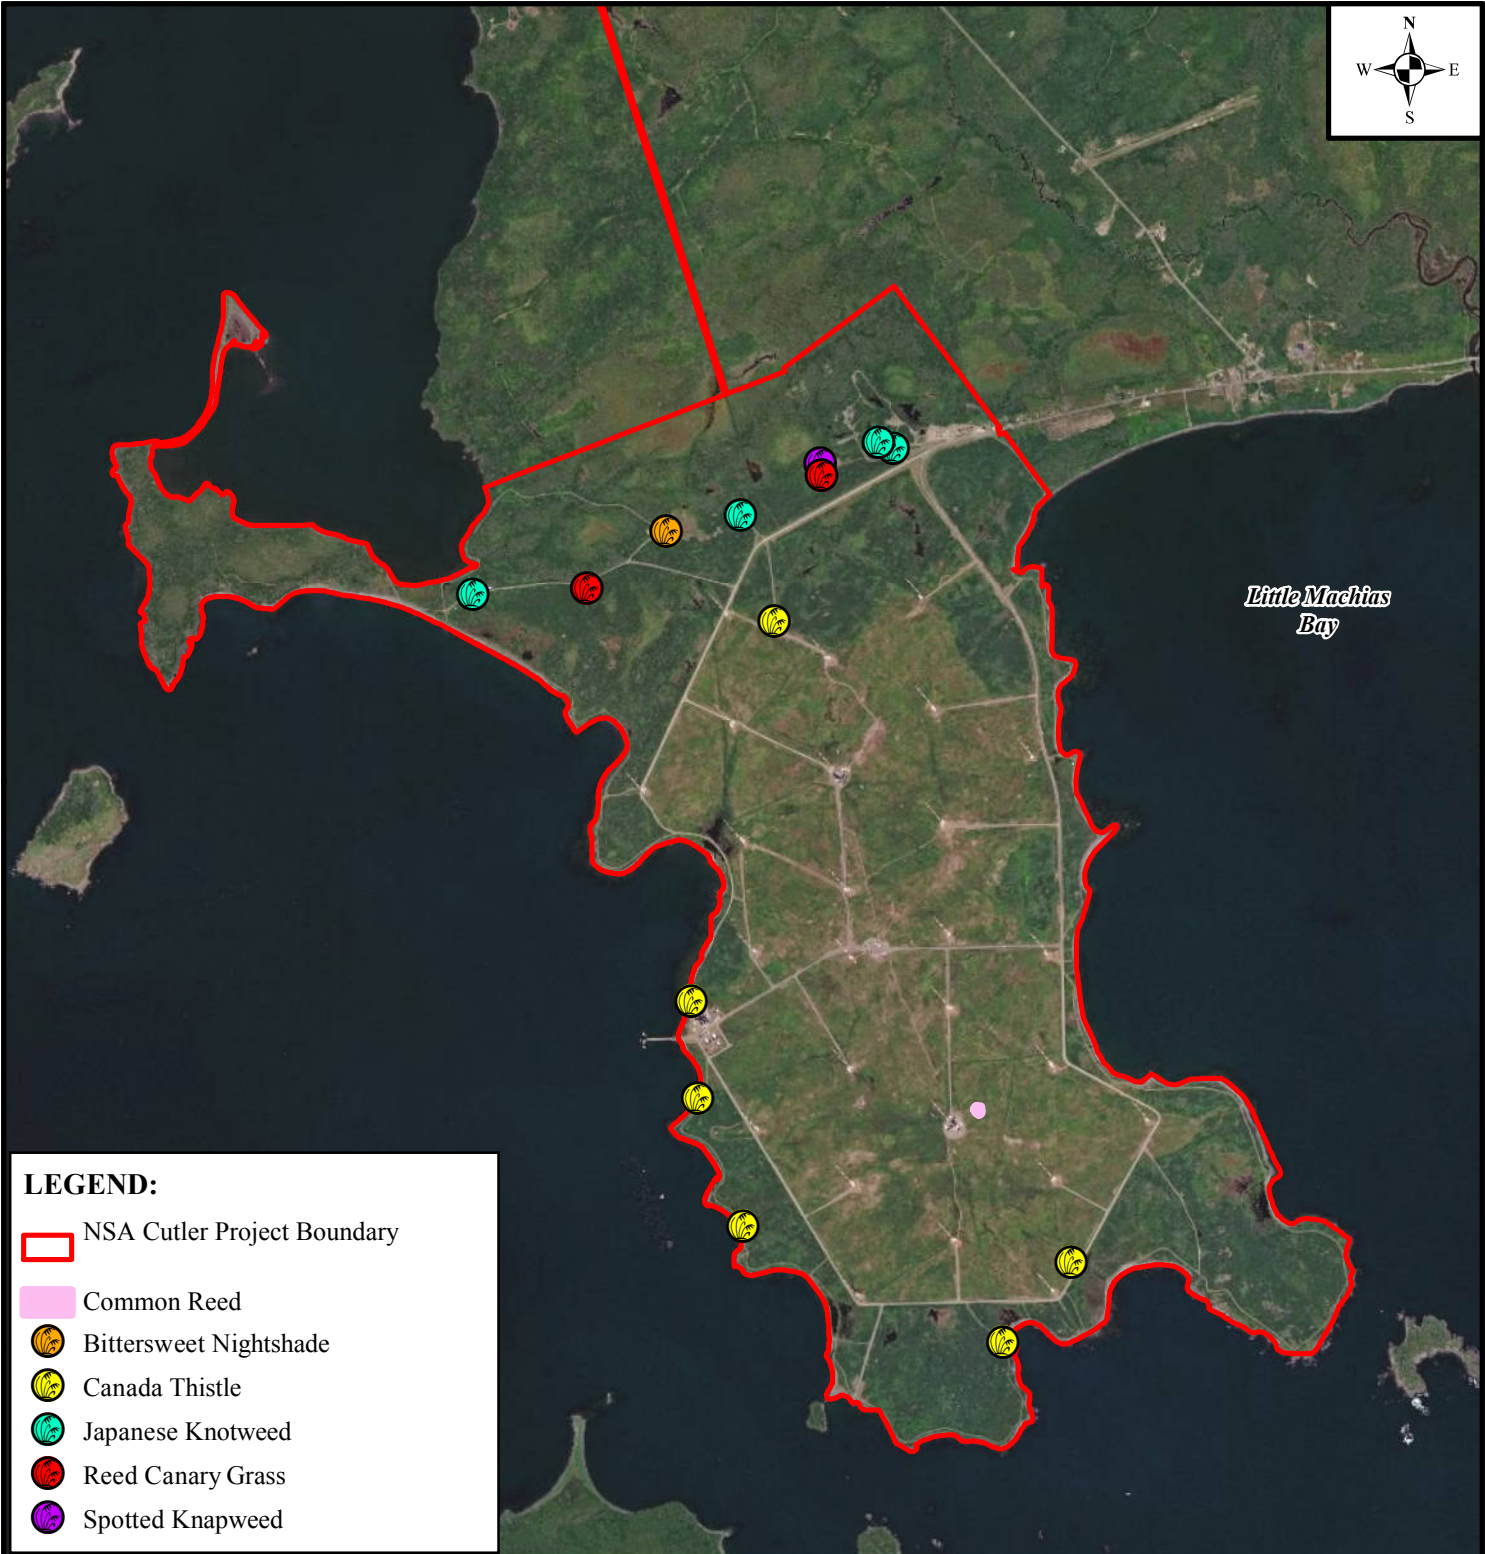 N
W E
S
Little Machias
Bay
LEGEND:
NSA Cutler Project Boundary
Common Reed
Bittersweet Nightshade
Canada Thistle
Japanese Knotweed
Reed Canary Grass
Spotted Knapweed